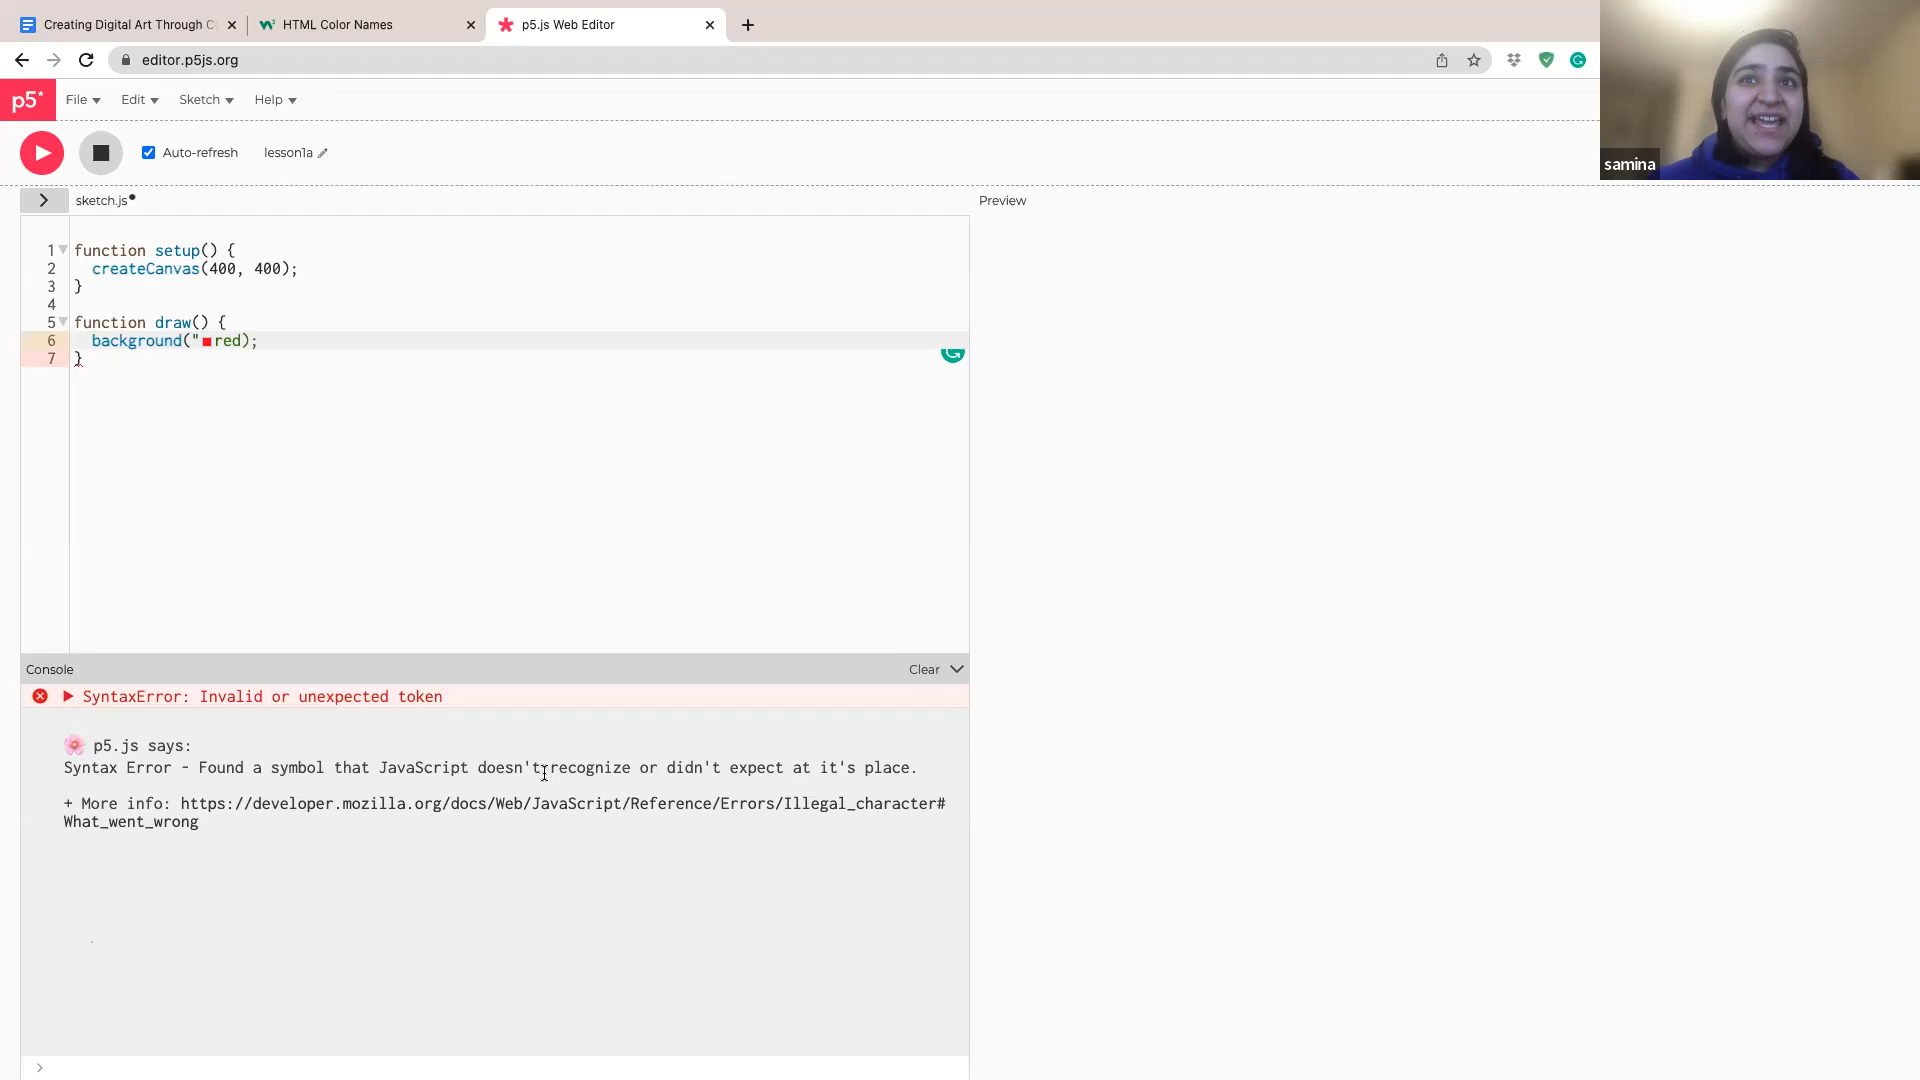 Creating Digital Art Through C
HTML Color Names
p5.js Web Editor
editor.p5js.org
p5*
File
Edit
Sketch
Help
Auto-refresh
lesson1a
samina
sketch.js
Preview
1 function setup() {
2 createCanvas(400, 400);
3 }
4
5 function draw() {
6 background("red);
7 }
Console
Clear
SyntaxError: Invalid or unexpected token
🌸 p5.js says:
Syntax Error - Found a symbol that JavaScript doesn't recognize or didn't expect at it's place.
+ More info: https://developer.mozilla.org/docs/Web/JavaScript/Reference/Errors/Illegal_character#
What_went_wrong
>